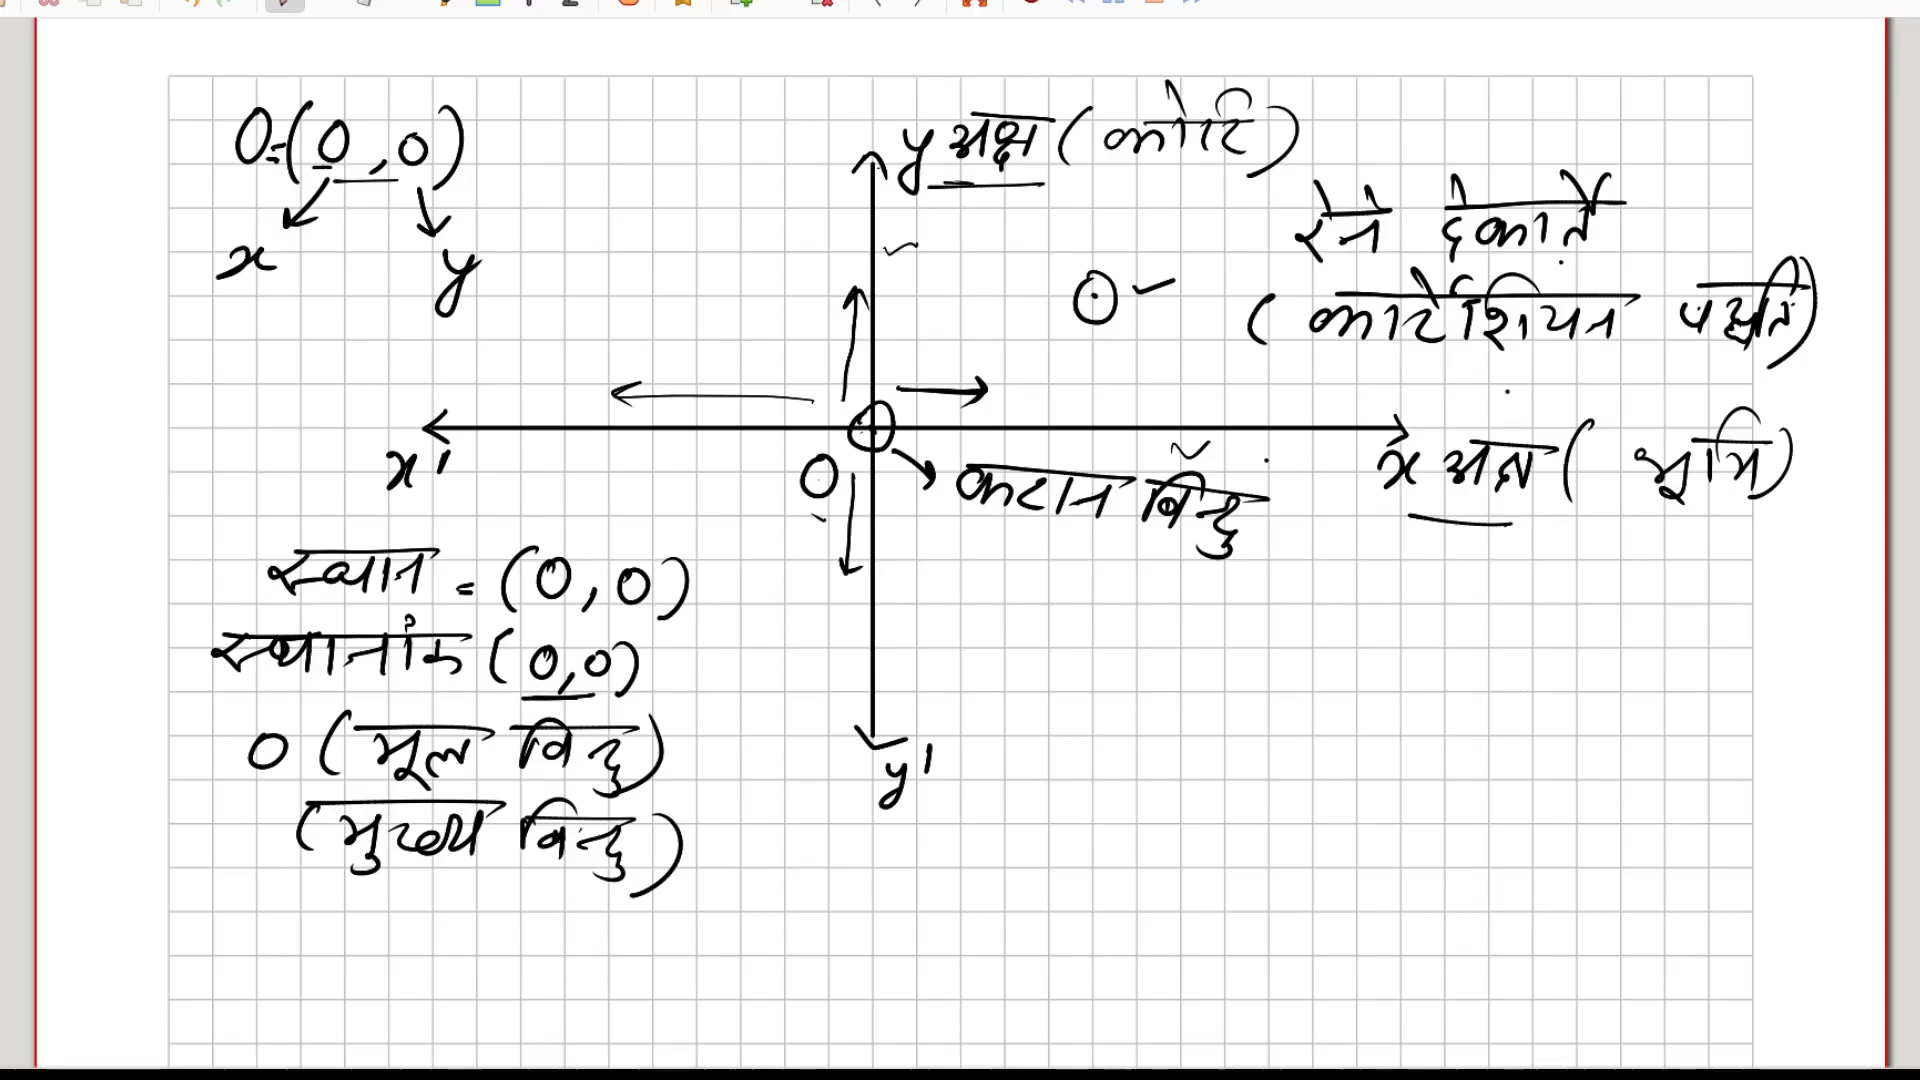 O=(0,0)
x
y
y अक्ष (कोटि)
रेने देकार्ते
(कार्टेशियन पद्धति)
x'
O
कटान बिन्दु
x अक्ष (भूमि)
स्थान = (0,0)
स्थानांक (0,0)
O (मूल बिन्दु)
(मुख्य बिन्दु)
y'